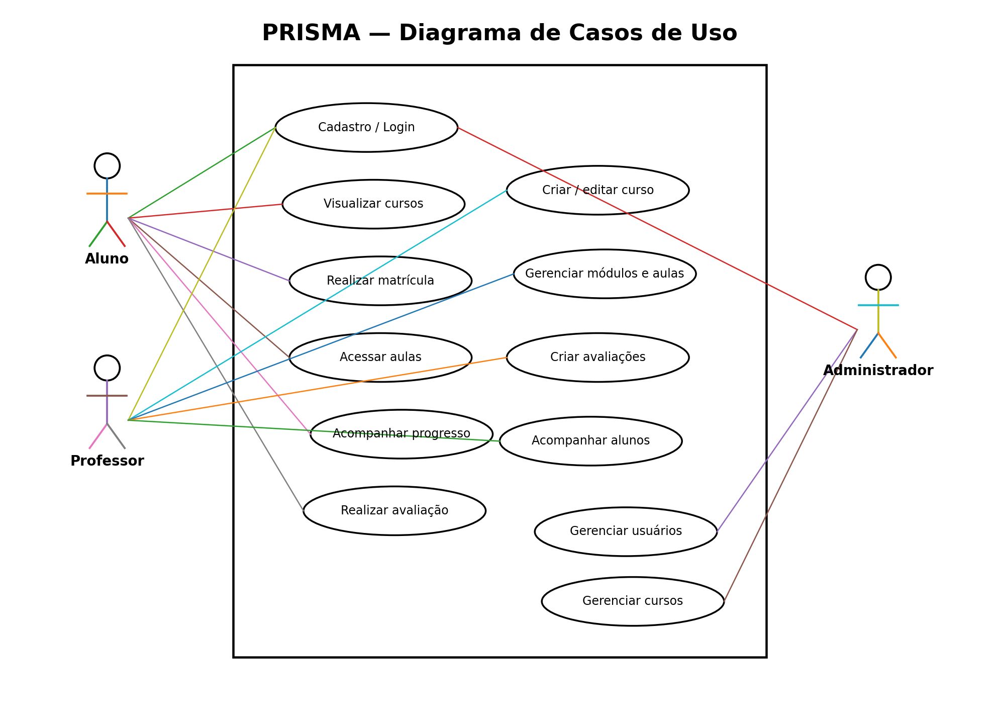 PRISMA — Diagrama de Casos de Uso
Cadastro / Login
Visualizar cursos
Criar / editar curso
Aluno
Realizar matrícula
Gerenciar módulos e aulas
Acessar aulas
Criar avaliações
Administrador
Acompanhar progresso
Acompanhar alunos
Professor
Realizar avaliação
Gerenciar usuários
Gerenciar cursos